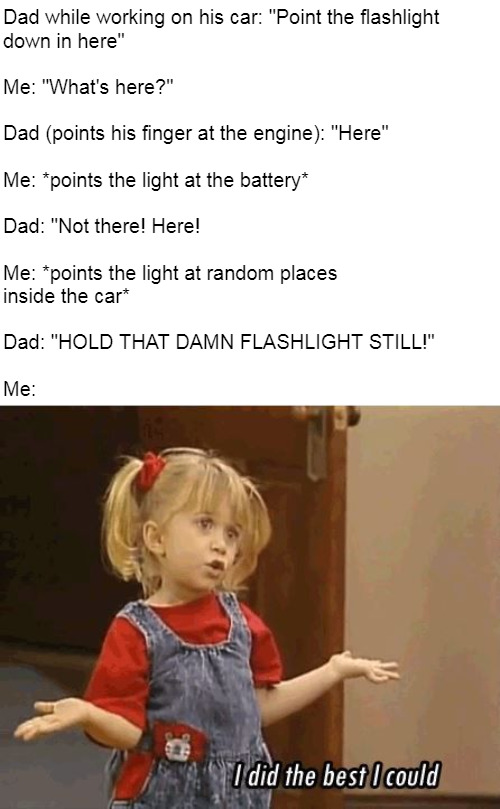 Dad while working on his car: "Point the flashlight
down in here"
Me: "What's here?"
Dad (points his finger at the engine): "Here"
Me: *points the light at the battery*
Dad: "Not there! Here!
Me: *points the light at random places
inside the car*
Dad: "HOLD THAT DAMN FLASHLIGHT STILL!"
Me:
I did the best I could